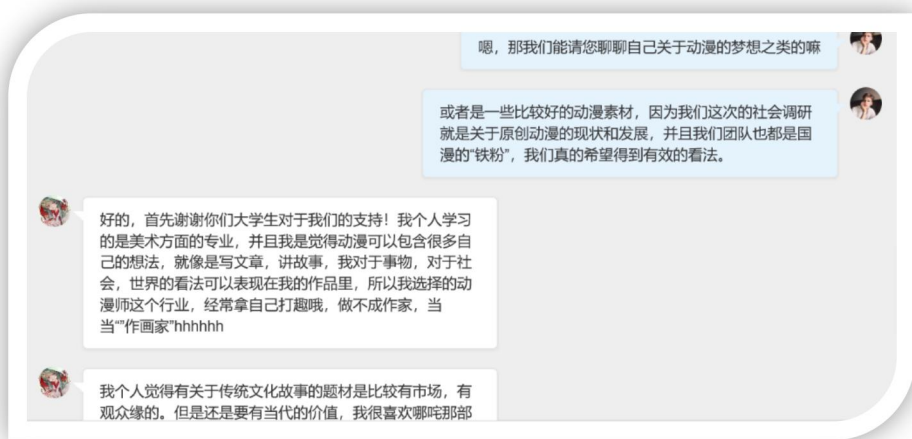 嗯，那我们能请您聊聊自己关于动漫的梦想之类的嘛
或者是一些比较好的动漫素材，因为我们这次的社会调研
就是关于原创动漫的现状和发展，并且我们团队也都是国
漫的“铁粉”，我们真的希望得到有效的看法。
好的，首先谢谢你们大学生对于我们的支持！我个人学习
的是美术方面的专业，并且我是觉得动漫可以包含很多自
己的想法，就像是写文章，讲故事，我对于事物，对于社
会，世界的看法可以表现在我的作品里，所以我选择的动
漫师这个行业，经常拿自己打趣哦，做不成作家，当
当“”作画家”hhhhhh
我个人觉得有关于传统文化故事的题材是比较有市场，有
观众缘的。但是还是要有当代的价值，我很喜欢哪吒那部